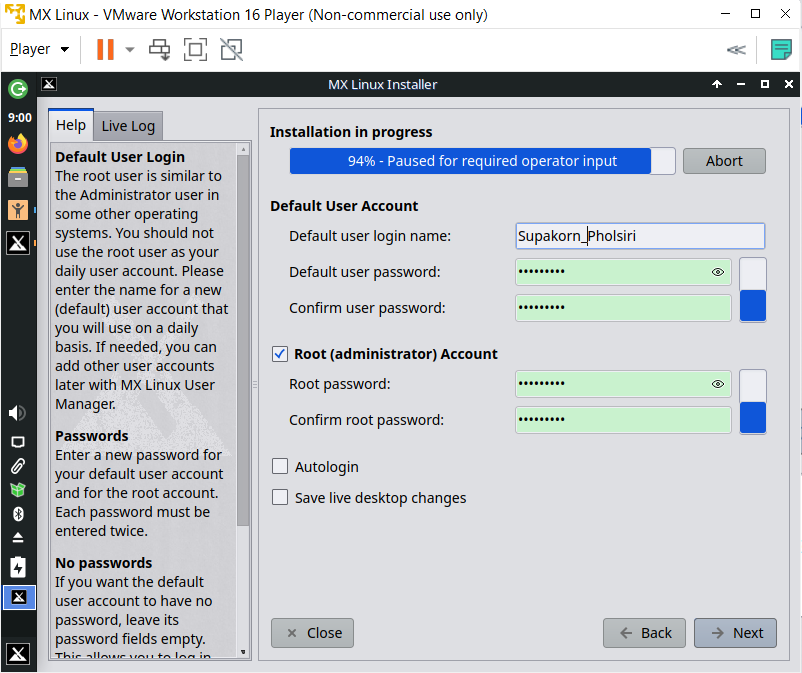 MX Linux - VMware Workstation 16 Player (Non-commercial use only)
Player
MX Linux Installer
9:00
Help
Live Log
Default User Login
The root user is similar to
the Administrator user in
some other operating
systems. You should not
use the root user as your
daily user account. Please
enter the name for a new
(default) user account that
you will use on a daily
basis. If needed, you can
add other user accounts
later with MX Linux User
Manager.
Passwords
Enter a new password for
your default user account
and for the root account.
Each password must be
entered twice.
No passwords
If you want the default
user account to have no
password, leave its
password fields empty.
This allows you to log in
Installation in progress
94% - Paused for required operator input
Abort
Default User Account
Default user login name:
Supakorn_Pholsiri
Default user password:
•••••••••
Confirm user password:
•••••••••
Root (administrator) Account
Root password:
•••••••••
Confirm root password:
•••••••••
Autologin
Save live desktop changes
Close
Back
Next